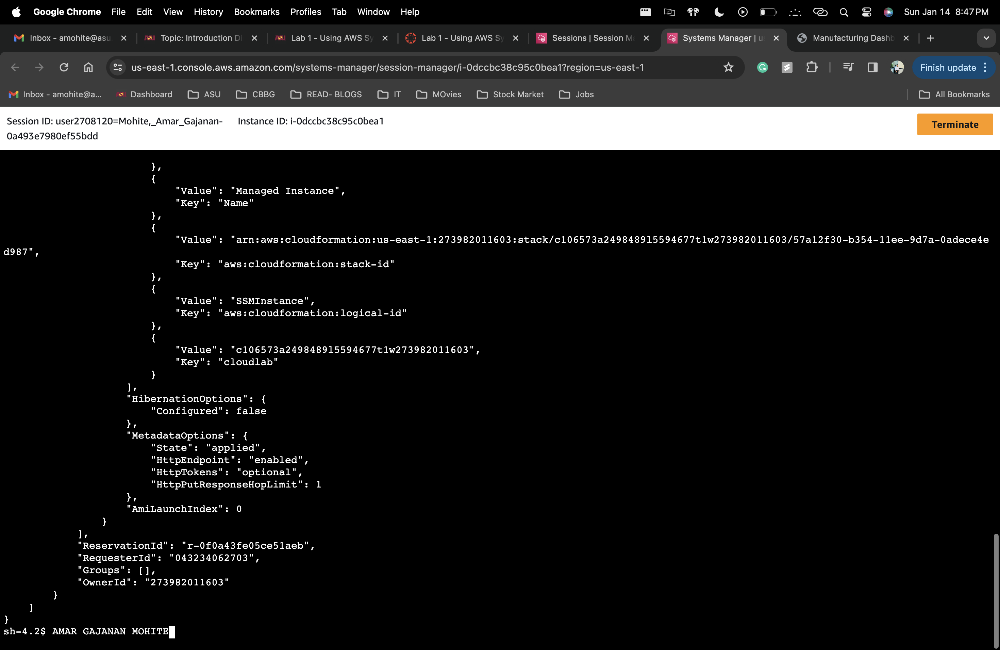 Google Chrome File Edit View History Bookmarks Profiles Tab Window Help Sun Jan 14 8:47 PM
Inbox - amohite@asu Topic: Introduction Di Lab 1 - Using AWS Sy Lab 1 - Using AWS Sy Sessions | Session Ma Systems Manager | us Manufacturing Dashb
us-east-1.console.aws.amazon.com/systems-manager/session-manager/i-0dccbc38c95c0bea1?region=us-east-1 Finish update
Inbox - amohite@a... Dashboard ASU CBBG READ- BLOGS IT MOvies Stock Market Jobs All Bookmarks
Session ID: user2708120=Mohite,_Amar_Gajanan- Instance ID: i-0dccbc38c95c0bea1
0a493e7980ef55bdd
Terminate
},
{
"Value": "Managed Instance",
"Key": "Name"
},
{
"Value": "arn:aws:cloudformation:us-east-1:273982011603:stack/c106573a2498489l5594677t1w273982011603/57a12f30-b354-11ee-9d7a-0adece4e
d987",
"Key": "aws:cloudformation:stack-id"
},
{
"Value": "SSMInstance",
"Key": "aws:cloudformation:logical-id"
},
{
"Value": "c106573a2498489l5594677t1w273982011603",
"Key": "cloudlab"
}
],
"HibernationOptions": {
"Configured": false
},
"MetadataOptions": {
"State": "applied",
"HttpEndpoint": "enabled",
"HttpTokens": "optional",
"HttpPutResponseHopLimit": 1
},
"AmiLaunchIndex": 0
}
],
"ReservationId": "r-0f0a43fe05ce51aeb",
"RequesterId": "043234062703",
"Groups": [],
"OwnerId": "273982011603"
}
]
}
sh-4.2$ AMAR GAJANAN MOHITE